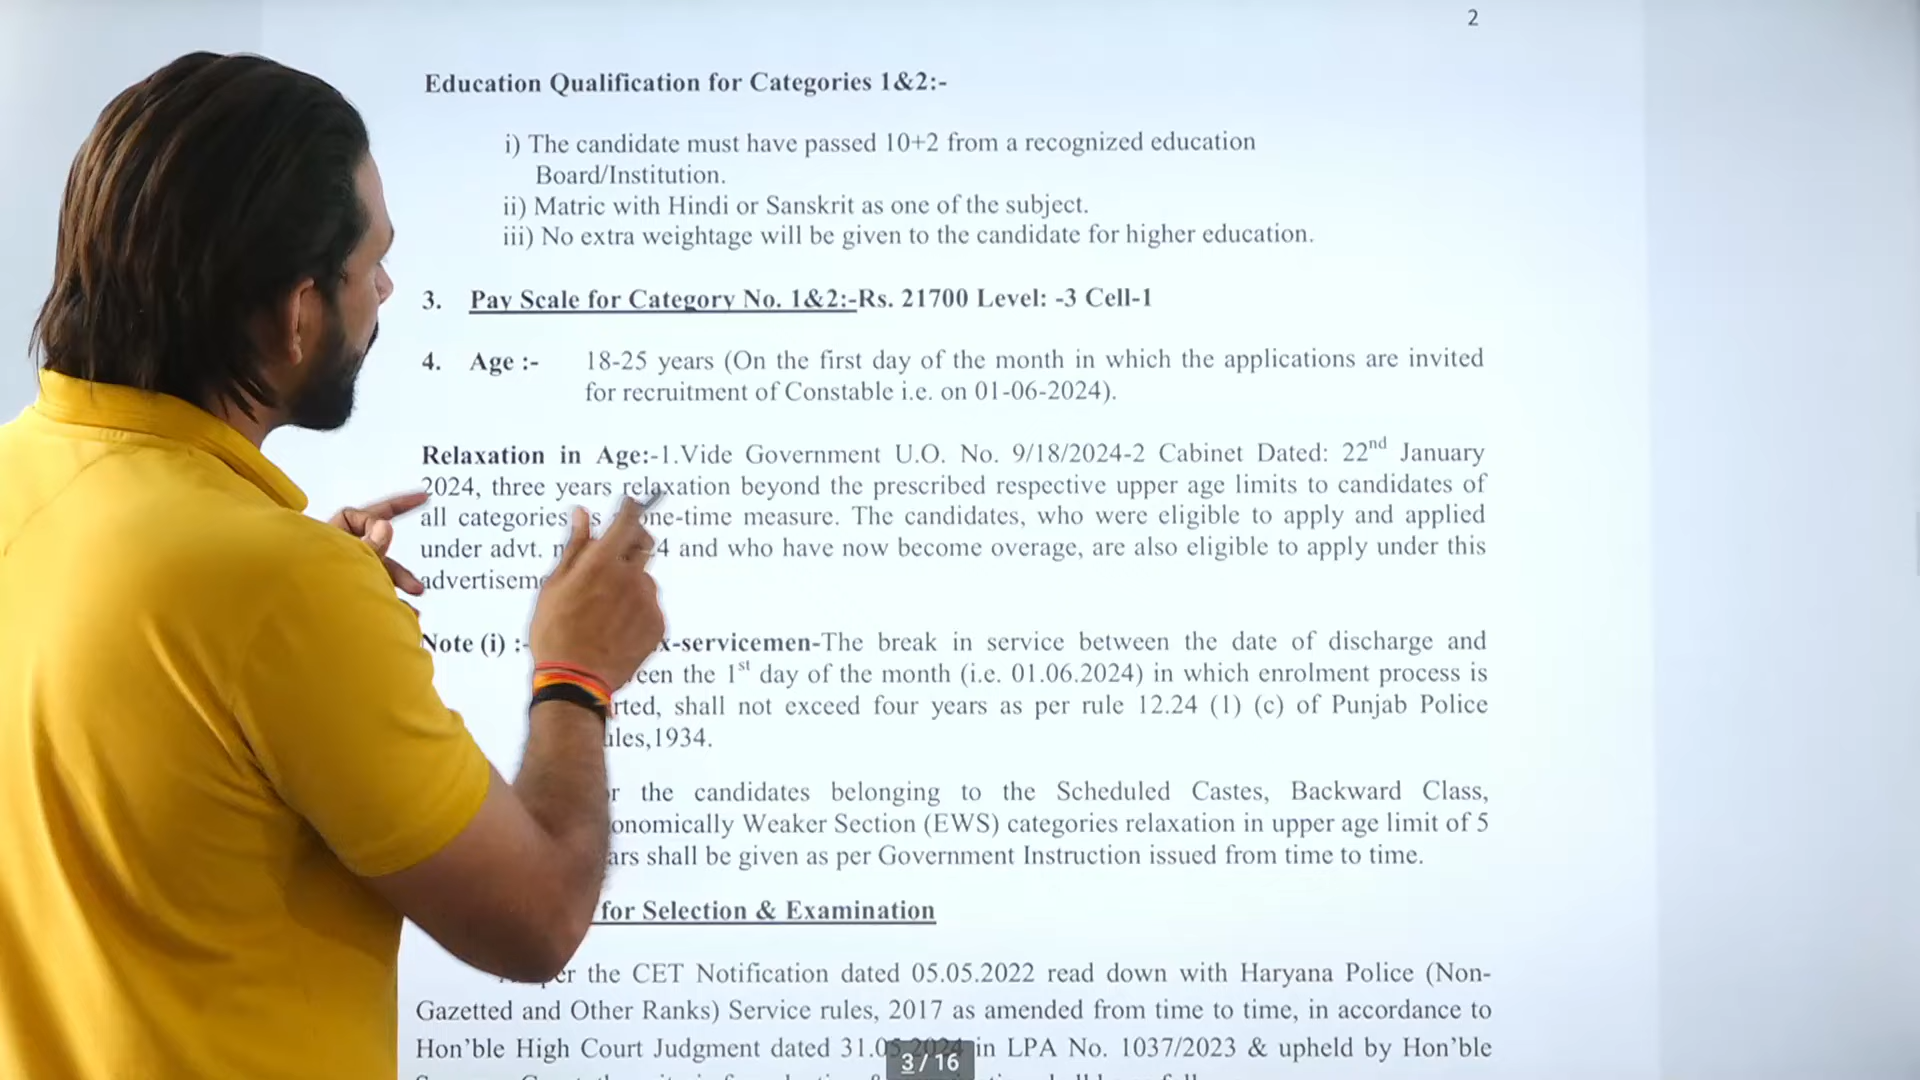 2
Education Qualification for Categories 1&2:-
i) The candidate must have passed 10+2 from a recognized education
Board/Institution.
ii) Matric with Hindi or Sanskrit as one of the subject.
iii) No extra weightage will be given to the candidate for higher education.
3. Pay Scale for Category No. 1&2:-Rs. 21700 Level: -3 Cell-1
4. Age :- 18-25 years (On the first day of the month in which the applications are invited
for recruitment of Constable i.e. on 01-06-2024).
Relaxation in Age:-1.Vide Government U.O. No. 9/18/2024-2 Cabinet Dated: 22nd January
2024, three years relaxation beyond the prescribed respective upper age limits to candidates of
all categories one-time measure. The candidates, who were eligible to apply and applied
under advt. 4 and who have now become overage, are also eligible to apply under this
Note (i) :- x-servicemen-The break in service between the date of discharge and
the 1st day of the month (i.e. 01.06.2024) in which enrolment process is
shall not exceed four years as per rule 12.24 (1) (c) of Punjab Police
1934.
the candidates belonging to the Scheduled Castes, Backward Class,
Weaker Section (EWS) categories relaxation in upper age limit of 5
shall be given as per Government Instruction issued from time to time.
for Selection & Examination
the CET Notification dated 05.05.2022 read down with Haryana Police (Non-
Gazetted and Other Ranks) Service rules, 2017 as amended from time to time, in accordance to
Hon'ble High Court Judgment dated in LPA No. 1037/2023 & upheld by Hon'ble
3/16